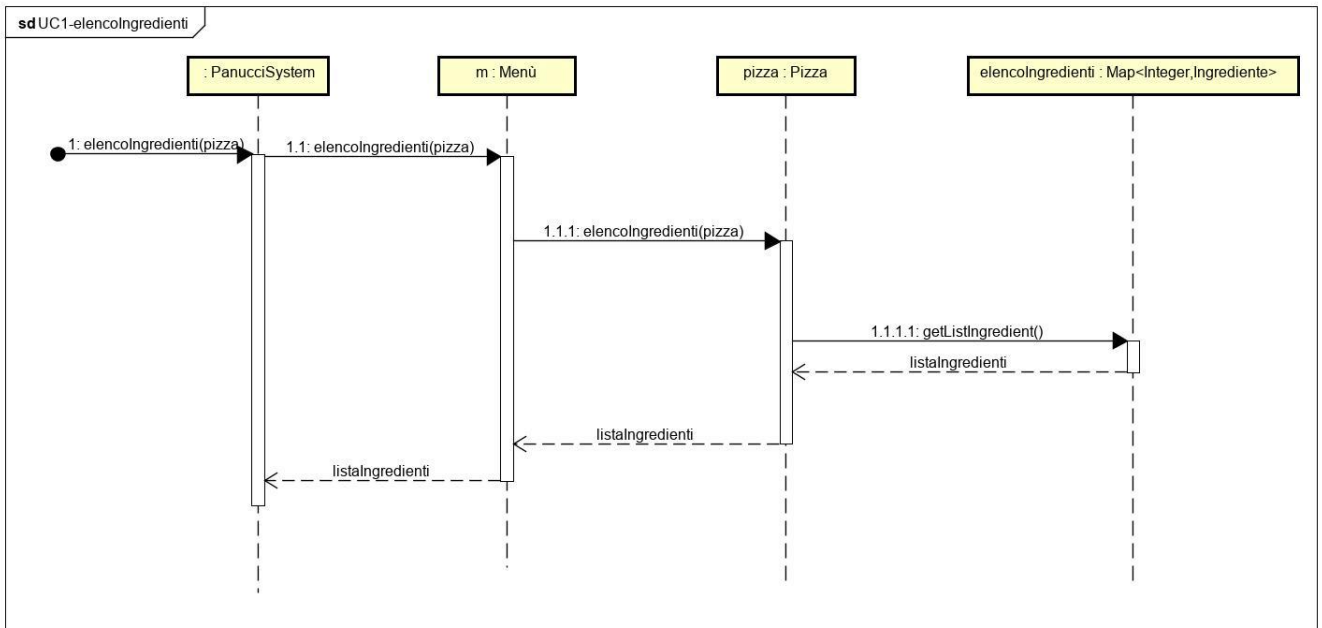 sd UC1-elencoIngredienti
: PanucciSystem
m : Menù
pizza : Pizza
elencoIngredienti : Map<Integer,Ingrediente>
1: elencoIngredienti(pizza)
1.1: elencoIngredienti(pizza)
1.1.1: elencoIngredienti(pizza)
1.1.1.1: getListIngredient()
listaIngredienti
listaIngredienti
listaIngredienti